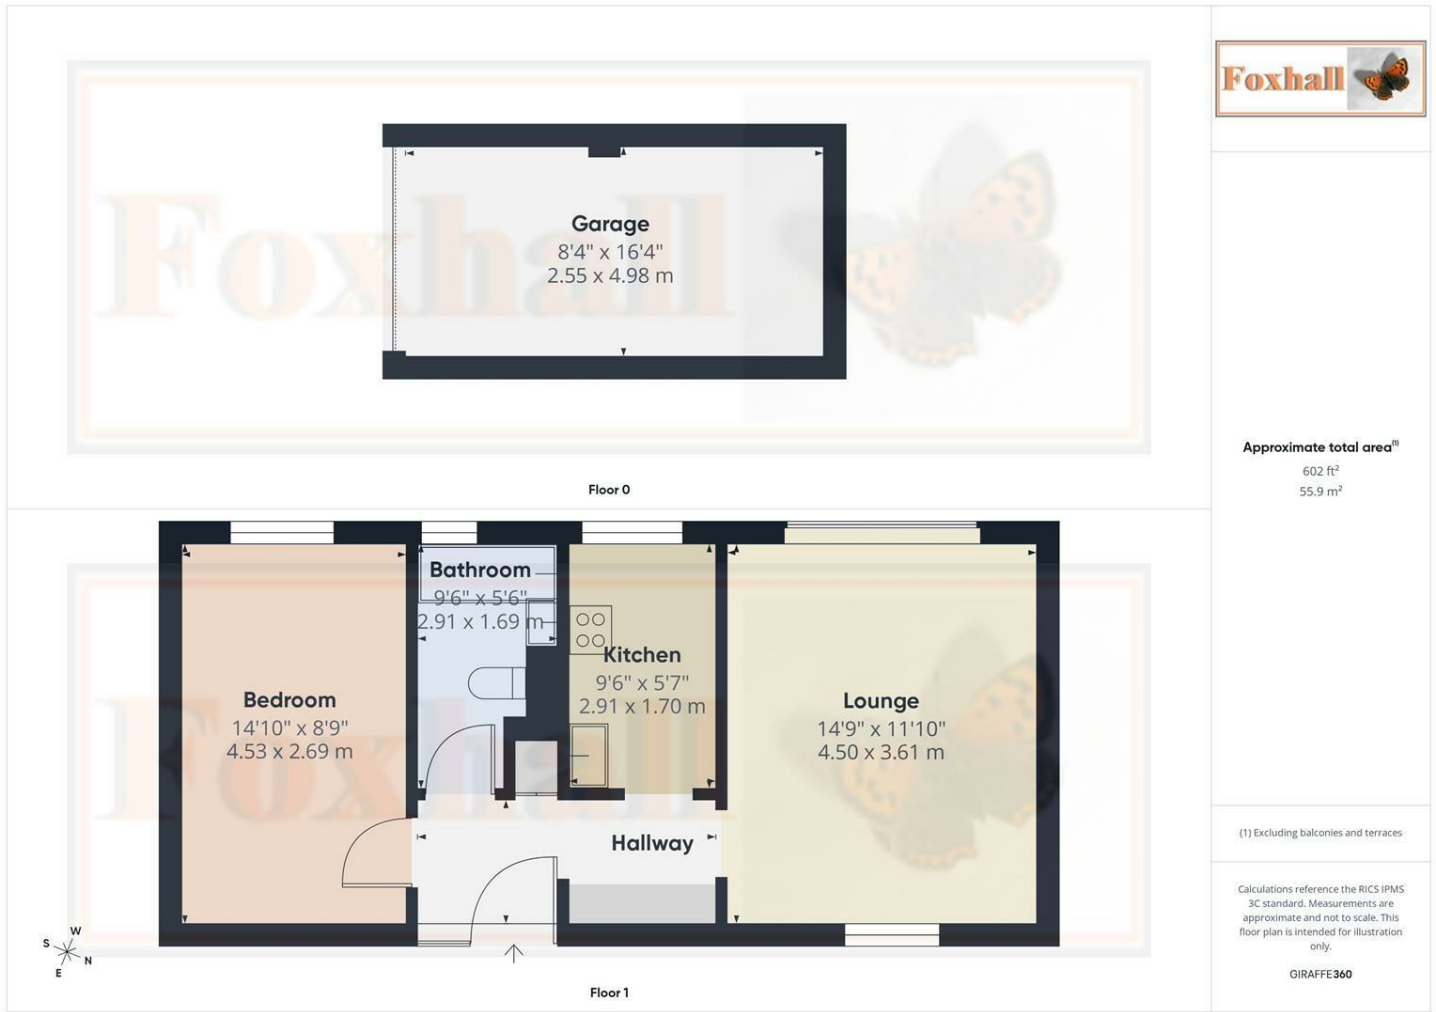 Foxhall
Foxhall
Garage
8'4" x 16'4"
2.55 x 4.98 m
Floor 0
Approximate total area(1)
602 ft²
55.9 m²
Foxhall
Bathroom
9'6" x 5'6"
2.91 x 1.69 m
Kitchen
9'6" x 5'7"
2.91 x 1.70 m
Bedroom
14'10" x 8'9"
4.53 x 2.69 m
Lounge
14'9" x 11'10"
4.50 x 3.61 m
Hallway
W
S
N
E
Floor 1
(1) Excluding balconies and terraces
Calculations reference the RICS IPMS
3C standard. Measurements are
approximate and not to scale. This
floor plan is intended for illustration
only.
GIRAFFE360